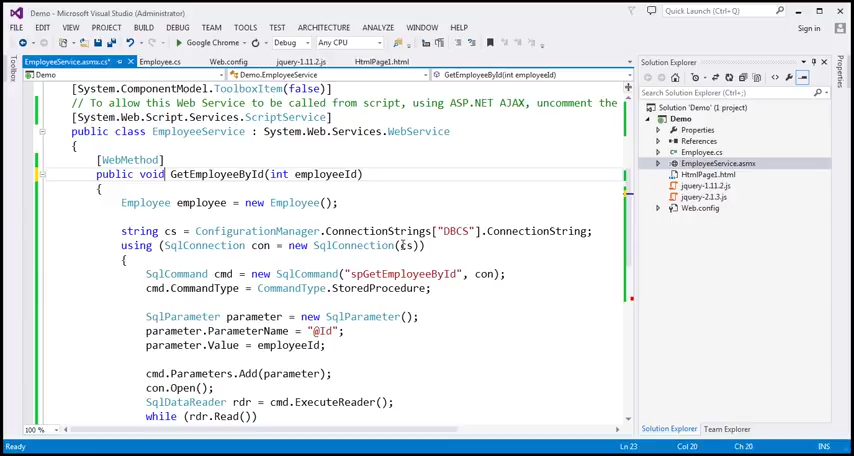 Demo - Microsoft Visual Studio (Administrator)
Quick Launch (Ctrl+Q)
FILE EDIT VIEW PROJECT BUILD DEBUG TEAM TOOLS TEST ARCHITECTURE ANALYZE WINDOW HELP
Sign in
Google Chrome Debug Any CPU
Toolbox
EmployeeService.asmx.cs* Employee.cs Web.config jquery-1.11.2.js HtmlPage1.html
Demo Demo.EmployeeService GetEmployeeById(int employeeId)
[System.ComponentModel.ToolboxItem(false)]
// To allow this Web Service to be called from script, using ASP.NET AJAX, uncomment the
[System.Web.Script.Services.ScriptService]
public class EmployeeService : System.Web.Services.WebService
{
[WebMethod]
public void GetEmployeeById(int employeeId)
{
Employee employee = new Employee();
string cs = ConfigurationManager.ConnectionStrings["DBCS"].ConnectionString;
using (SqlConnection con = new SqlConnection(cs))
{
SqlCommand cmd = new SqlCommand("spGetEmployeeById", con);
cmd.CommandType = CommandType.StoredProcedure;
SqlParameter parameter = new SqlParameter();
parameter.ParameterName = "@Id";
parameter.Value = employeeId;
cmd.Parameters.Add(parameter);
con.Open();
SqlDataReader rdr = cmd.ExecuteReader();
while (rdr.Read())
100 %
Solution Explorer
Search Solution Explorer (Ctrl+;)
Solution 'Demo' (1 project)
Demo
Properties
References
Employee.cs
EmployeeService.asmx
HtmlPage1.html
jquery-1.11.2.js
jquery-2.1.3.js
Web.config
Solution Explorer Team Explorer
Properties
Ready Ln 23 Col 20 Ch 20 INS